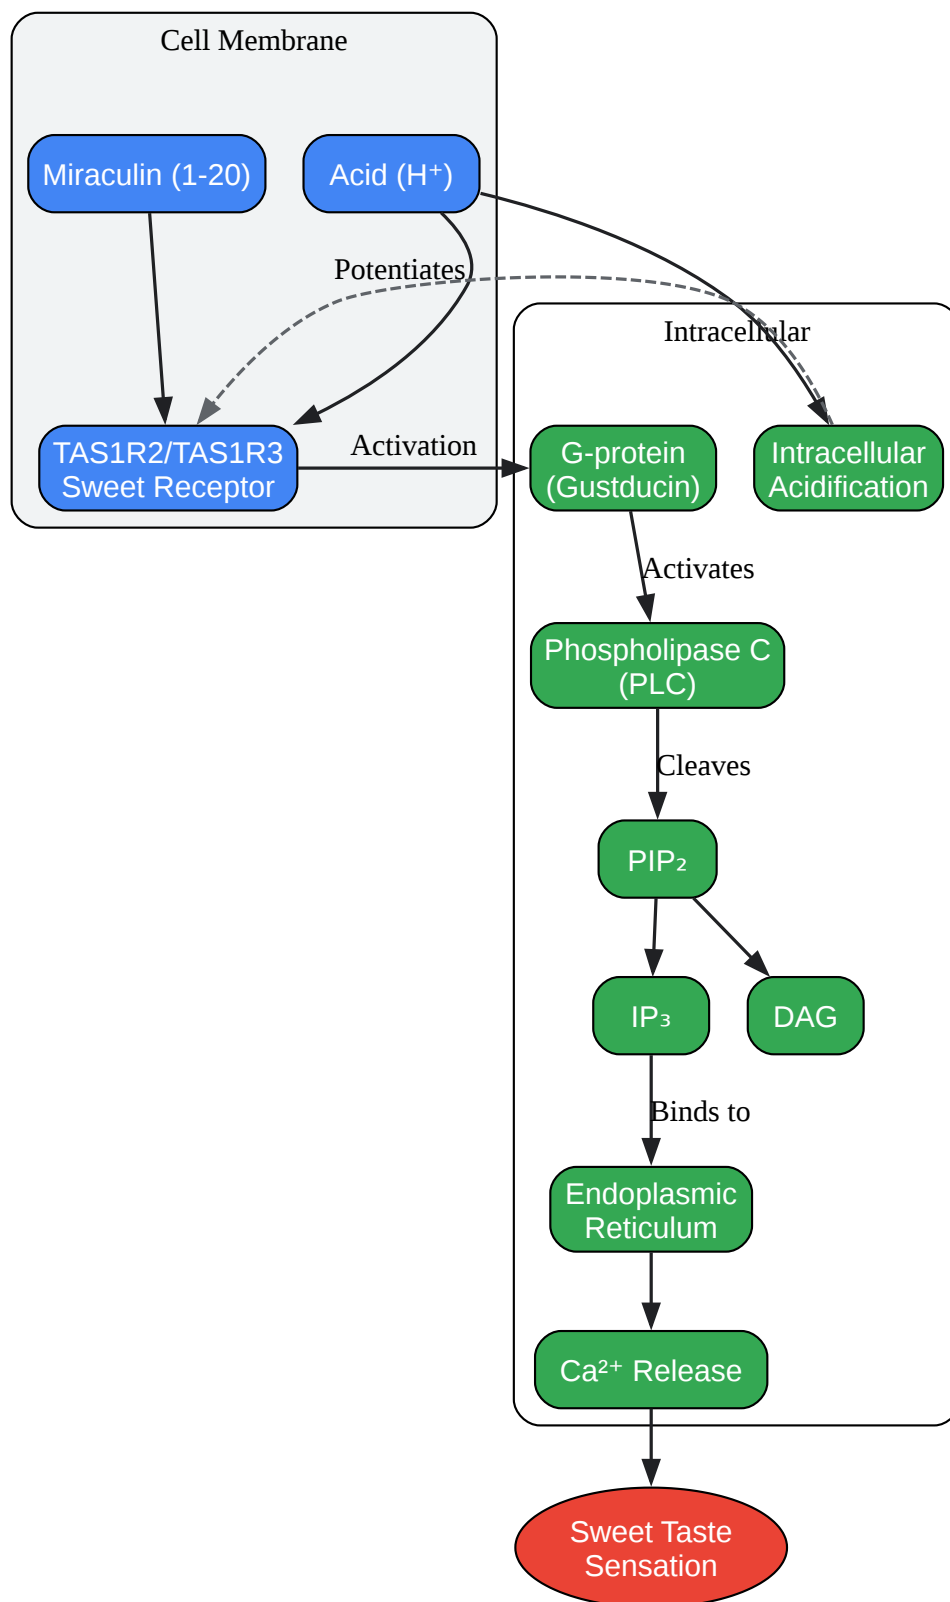 Cell Membrane
Miraculin (1-20)
Acid (H⁺)
Potentiates
Intracellular
TAS1R2/TAS1R3
Sweet Receptor
Activation
G-protein
(Gustducin)
Intracellular
Acidification
Activates
Phospholipase C
(PLC)
Cleaves
PIP₂
IP₃
DAG
Binds to
Endoplasmic
Reticulum
Ca²⁺ Release
Sweet Taste
Sensation